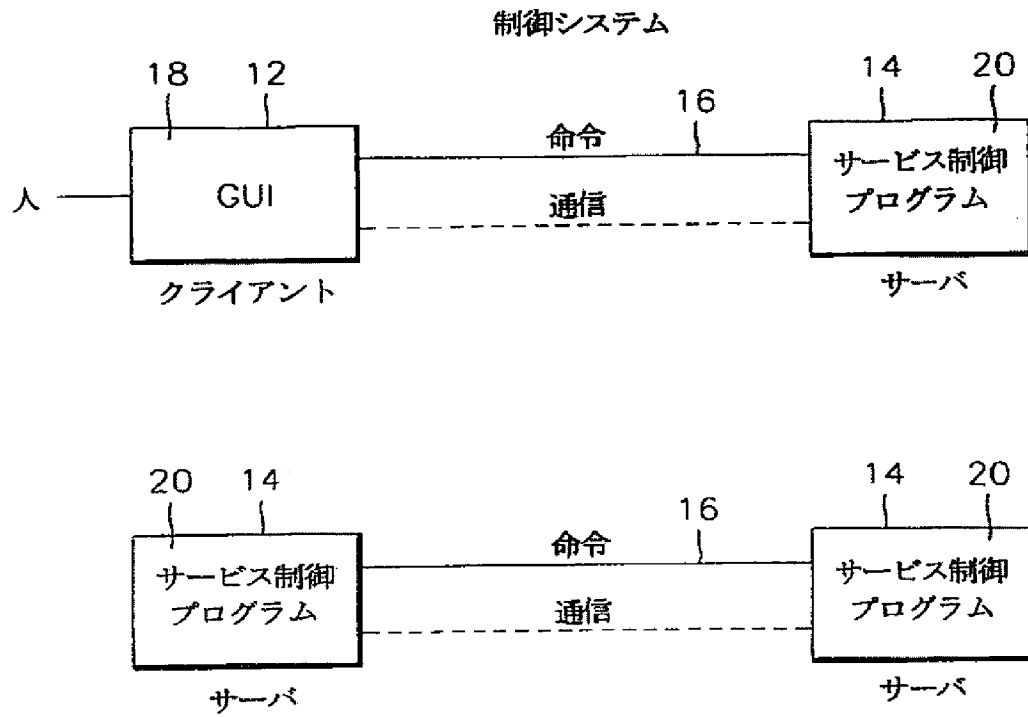 制御システム
18
12
16
14
20
人
GUI
命令
通信
サービス制御
プログラム
クライアント
サーバ
20
14
16
14
20
サービス制御
プログラム
命令
通信
サービス制御
プログラム
サーバ
サーバ